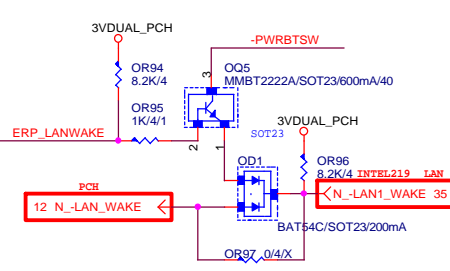 3VDUAL_PCH
-PWRBTSW
OR94
8.2K/4
3
OQ5
MMBT2222A/SOT23/600mA/40
OR95
1K/4/1
ERP_LANWAKE
2
1
SOT23
3VDUAL_PCH
OD1
OR96
8.2K/4
INTEL219 LAN
PCH
12 N_-LAN_WAKE
N_-LAN1_WAKE 35
BAT54C/SOT23/200mA
OR97 0/4/X